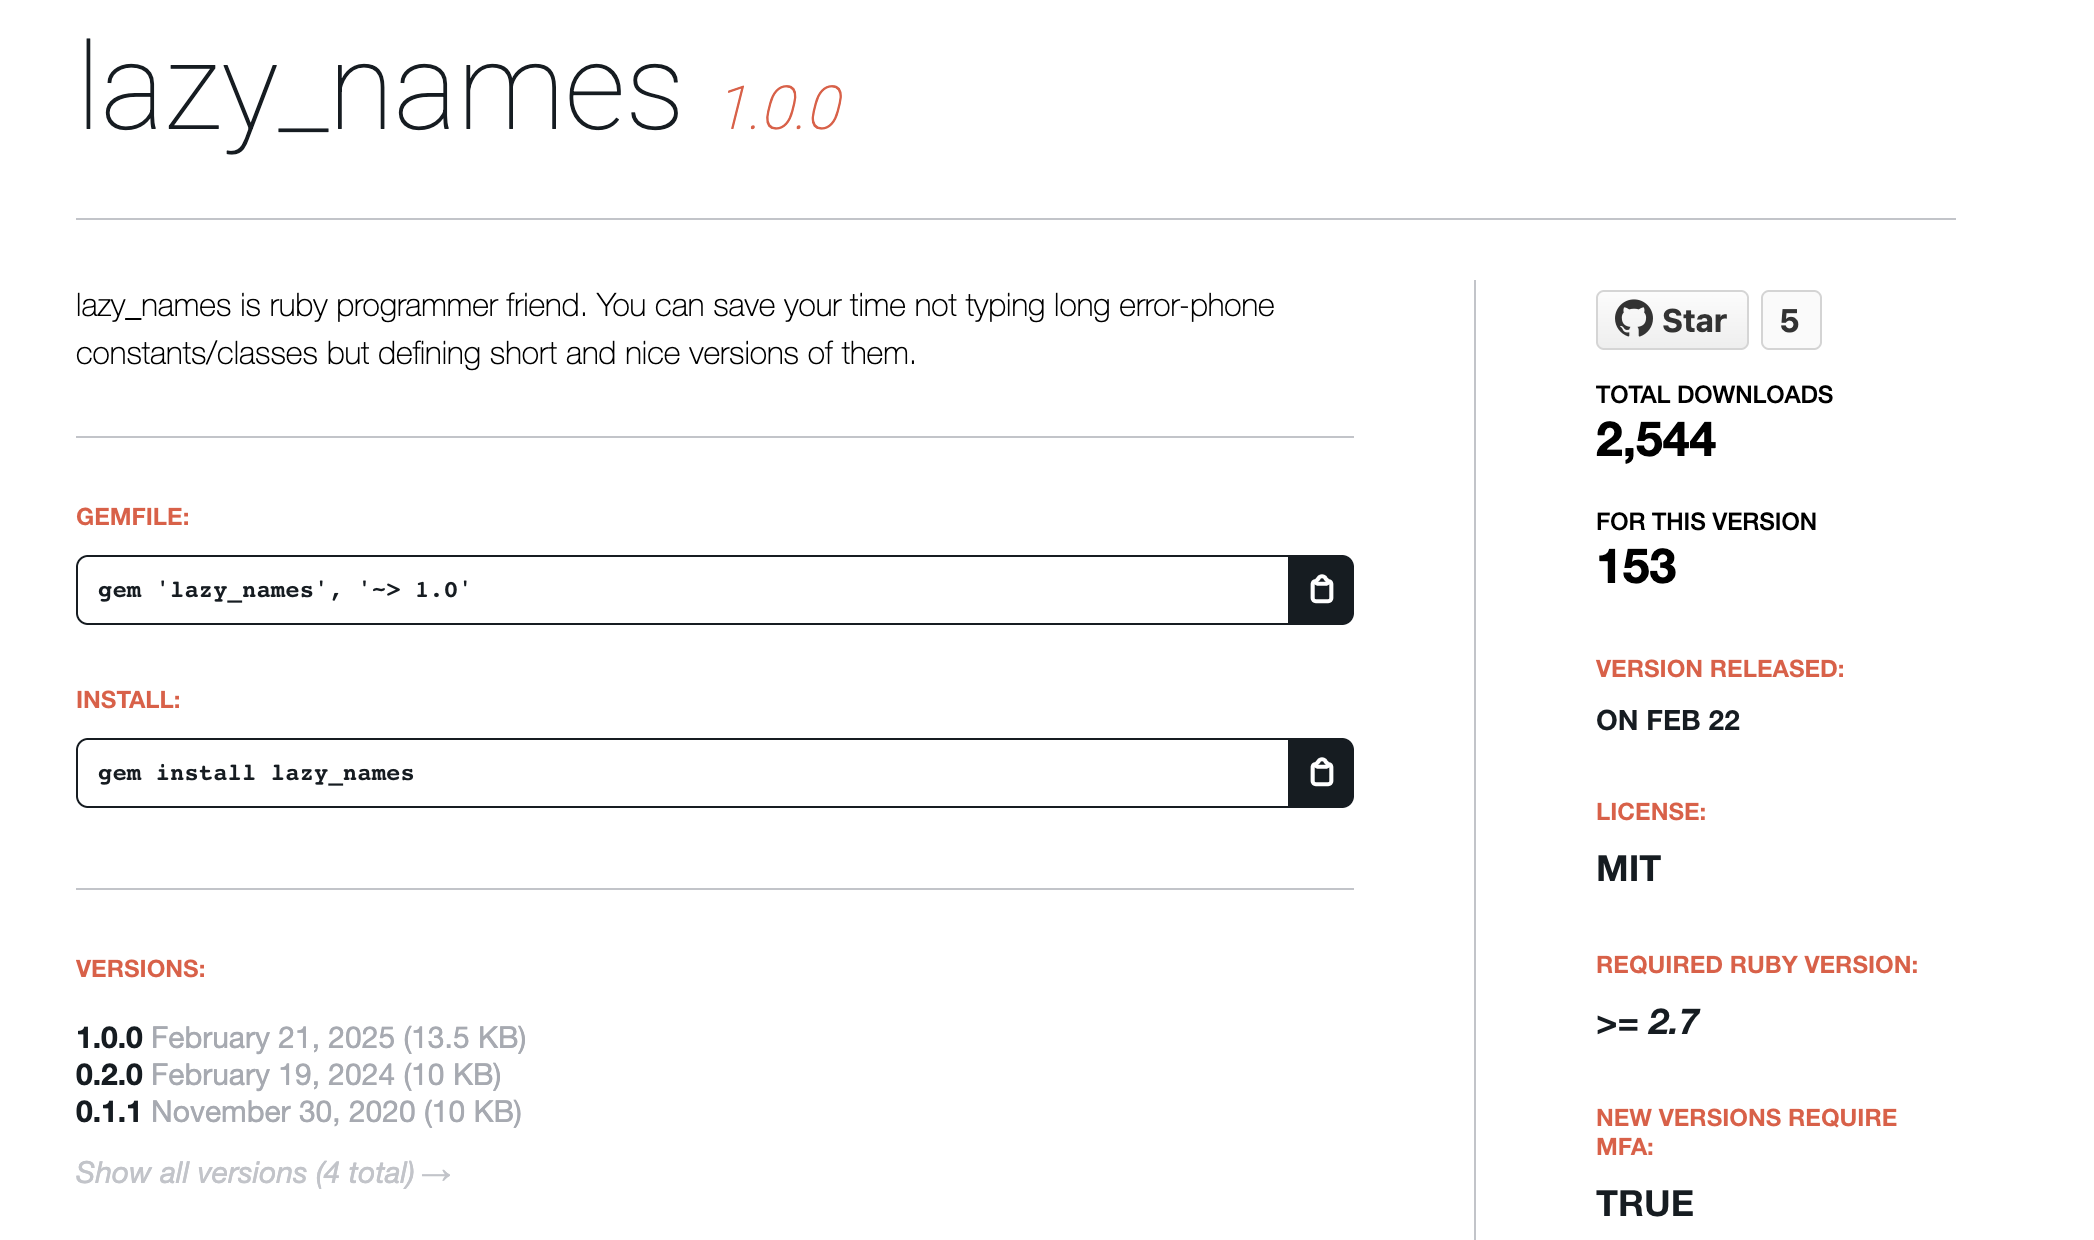 lazy_names 1.0.0
lazy_names is ruby programmer friend. You can save your time not typing long error-phone
constants/classes but defining short and nice versions of them.
GEMFILE:
gem 'lazy_names', '~> 1.0'
INSTALL:
gem install lazy_names
VERSIONS:
1.0.0 February 21, 2025 (13.5 KB)
0.2.0 February 19, 2024 (10 KB)
0.1.1 November 30, 2020 (10 KB)
Show all versions (4 total) →
Star 5
TOTAL DOWNLOADS
2,544
FOR THIS VERSION
153
VERSION RELEASED:
ON FEB 22
LICENSE:
MIT
REQUIRED RUBY VERSION:
>= 2.7
NEW VERSIONS REQUIRE
MFA:
TRUE